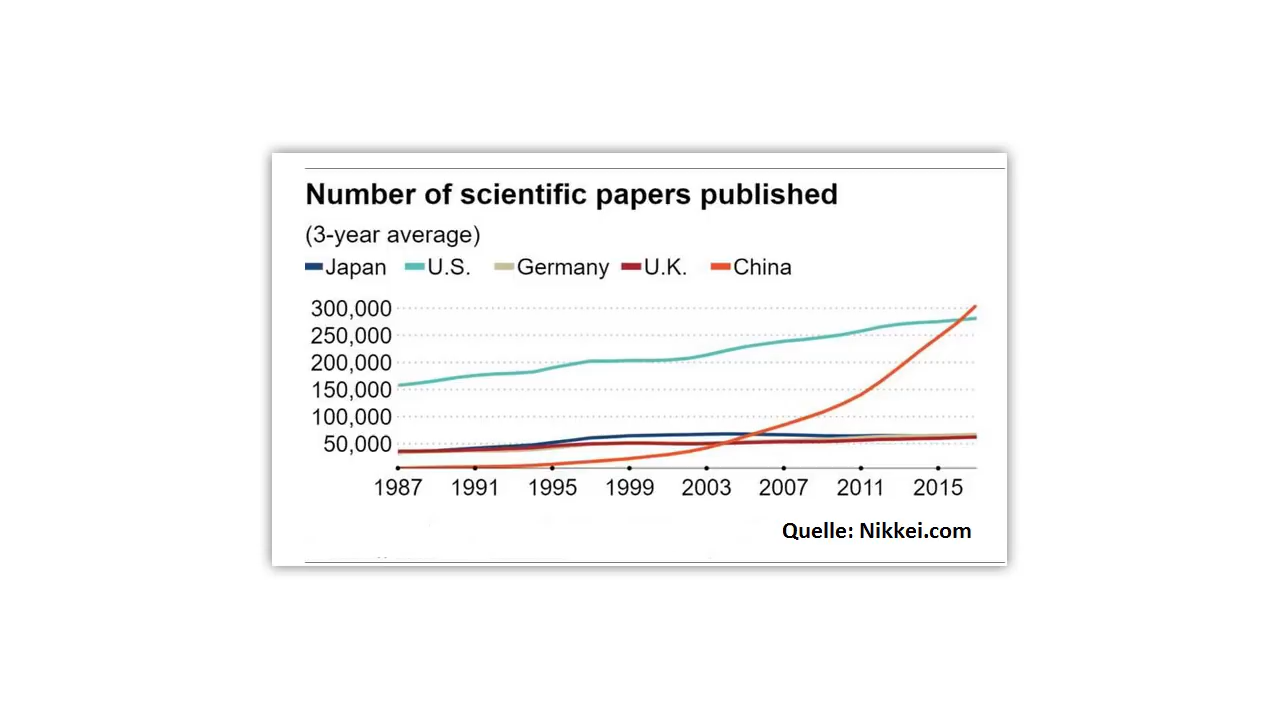 Number of scientific papers published
(3-year average)
Japan U.S. Germany U.K. China
300,000
250,000
200,000
150,000
100,000
50,000
1987 1991 1995 1999 2003 2007 2011 2015
Quelle: Nikkei.com